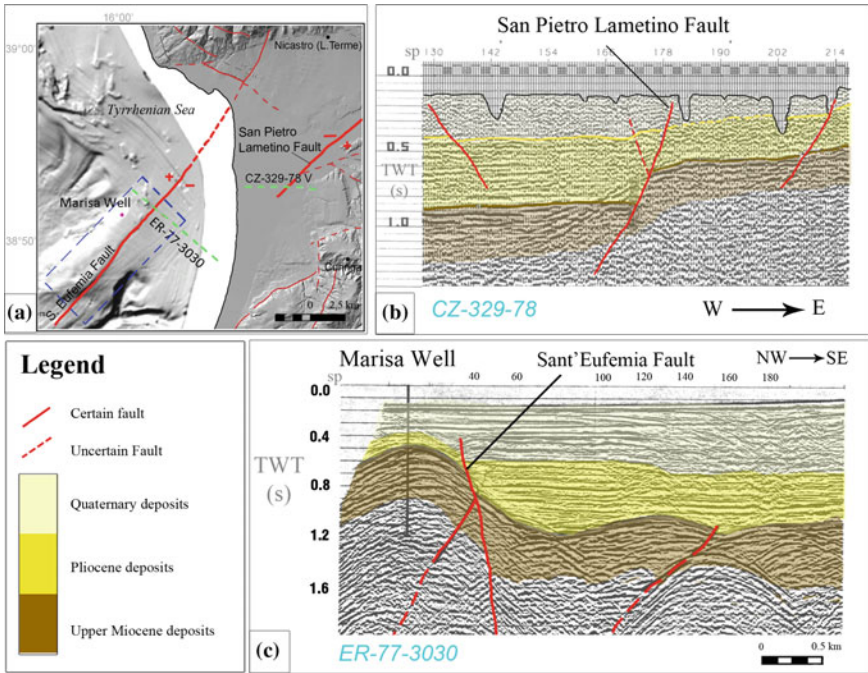 16°00'
39°00'
Nicastro (L.Terme)
Tyrrhenian Sea
San Pietro
Lametino Fault
CZ-329-78 V
+
-
-
+
Marisa Well
38°50'
ER-77-3030
S. Eufemia Fault
0 2,5 km
(a)
San Pietro Lametino Fault
sp
130 142 154 166 178 190 202 214
0.0
0.5
TWT
(s)
1.0
(b)
CZ-329-78
W E
Legend
Certain fault
Uncertain Fault
Quaternary deposits
Pliocene deposits
Upper Miocene deposits
Marisa Well
Sant'Eufemia Fault
NW SE
sp
40 60 80 100 120 140 160 180
0.0
0.4
TWT
(s)
0.8
1.2
1.6
(c)
ER-77-3030
0 0.5 km